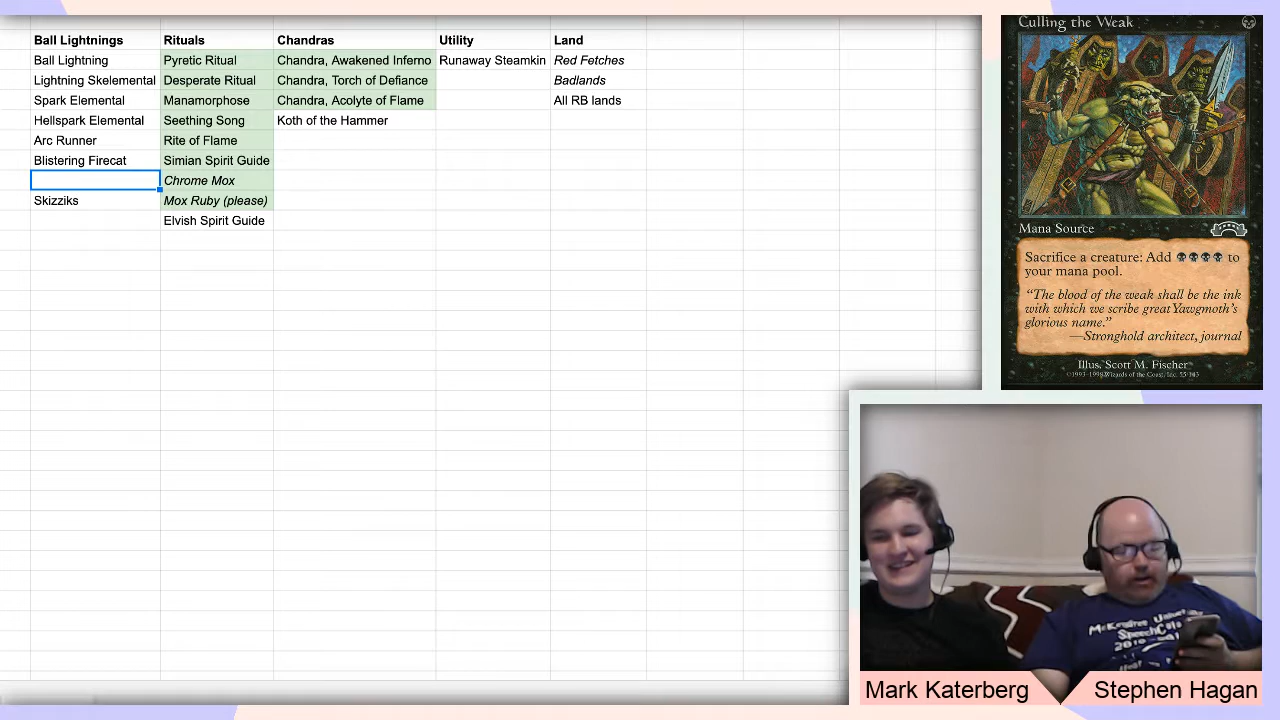 Ball Lightnings Rituals Chandras Utility Land
Ball Lightning Pyretic Ritual Chandra, Awakened Inferno Runaway Steamkin Red Fetches
Lightning Skelemental Desperate Ritual Chandra, Torch of Defiance Badlands
Spark Elemental Manamorphose Chandra, Acolyte of Flame All RB lands
Hellspark Elemental Seething Song Koth of the Hammer
Arc Runner Rite of Flame
Blistering Firecat Simian Spirit Guide
Chrome Mox
Skizziks Mox Ruby (please)
Elvish Spirit Guide
Culling the Weak
Mana Source
Sacrifice a creature: Add to
your mana pool.
“The blood of the weak shall be the ink
with which we scribe great Yawgmoth’s
glorious name.”
—Stronghold architect, journal
Illus. Scott M. Fischer
McKendree
SpeechCats
Mark Katerberg
Stephen Hagan